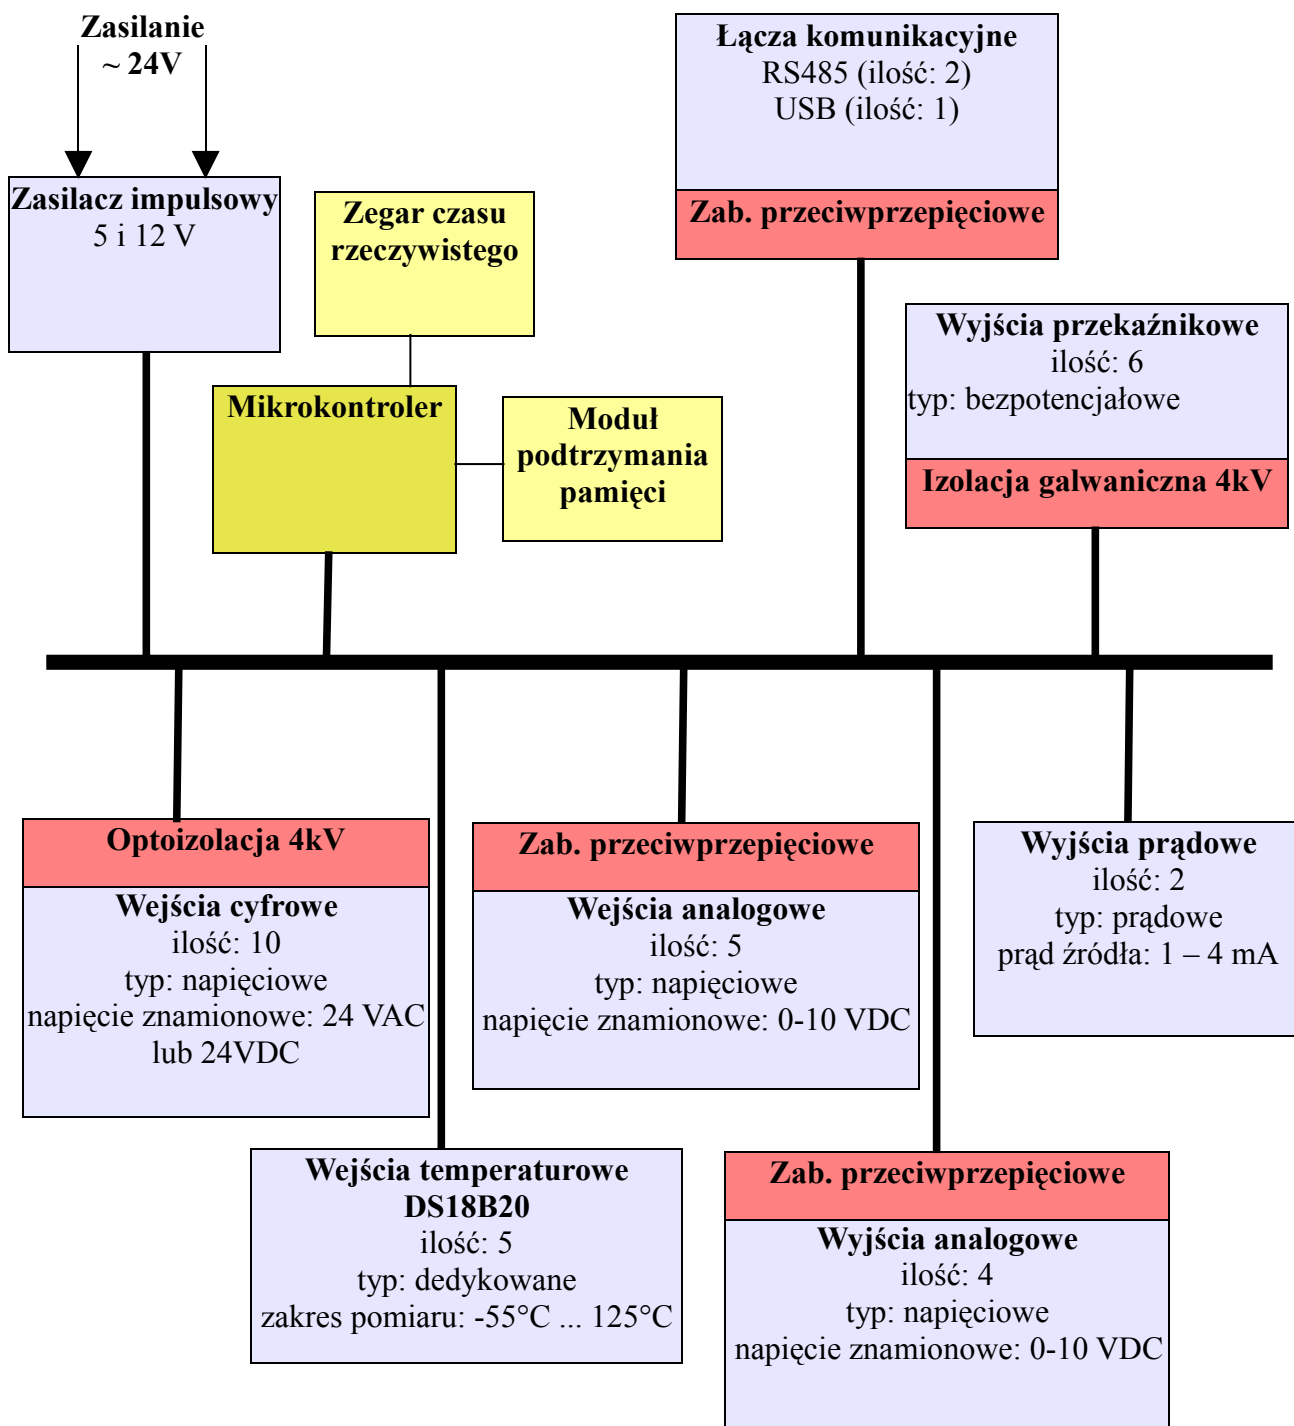 Zasilanie
~ 24V
Łącza komunikacyjne
RS485 (ilość: 2)
USB (ilość: 1)
Zab. przeciwprzepięciowe
Zasilacz impulsowy
5 i 12 V
Zegar czasu
rzeczywistego
Wyjścia przekaźnikowe
ilość: 6
typ: bezpotencjałowe
Izolacja galwaniczna 4kV
Mikrokontroler
Moduł
podtrzymania
pamięci
Optoizolacja 4kV
Wejścia cyfrowe
ilość: 10
typ: napięciowe
napięcie znamionowe: 24 VAC
lub 24VDC
Zab. przeciwprzepięciowe
Wejścia analogowe
ilość: 5
typ: napięciowe
napięcie znamionowe: 0-10 VDC
Wyjścia prądowe
ilość: 2
typ: prądowe
prąd źródła: 1 – 4 mA
Wejścia temperaturowe
DS18B20
ilość: 5
typ: dedykowane
zakres pomiaru: -55°C ... 125°C
Zab. przeciwprzepięciowe
Wyjścia analogowe
ilość: 4
typ: napięciowe
napięcie znamionowe: 0-10 VDC